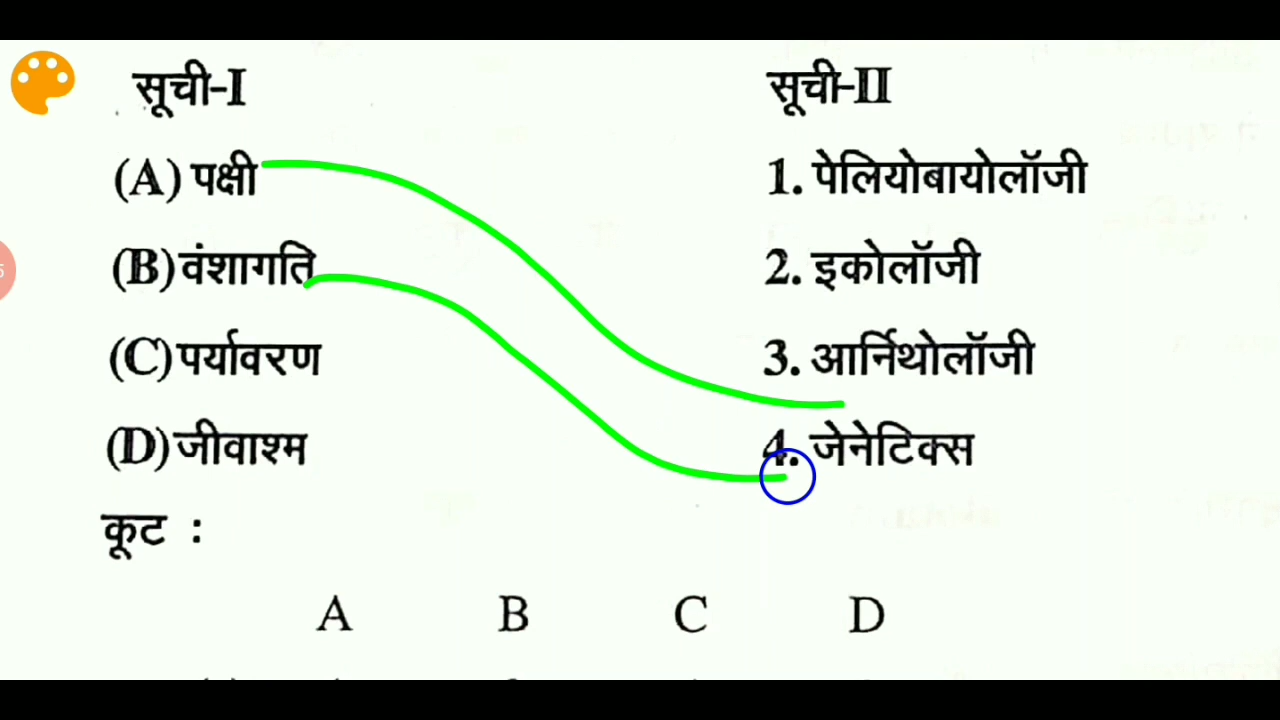 सूची-I सूची-II
(A) पक्षी 1. पेलियोबायोलॉजी
(B) वंशागति 2. इकोलॉजी
(C) पर्यावरण 3. आर्निथोलॉजी
(D) जीवाश्म 4. जेनेटिक्स
कूट :
A B C D